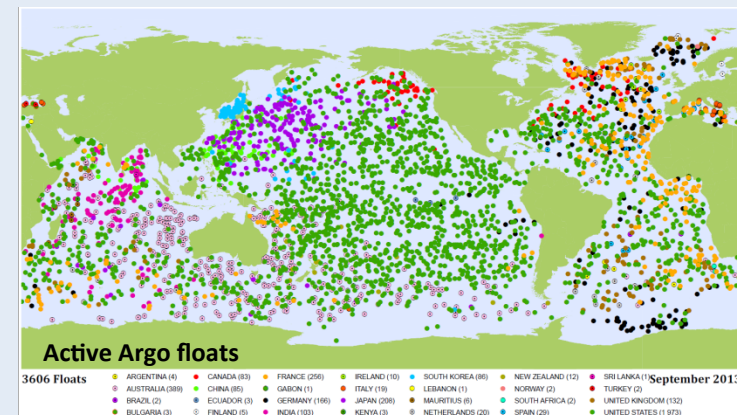 Active Argo floats
3606 Floats ARGENTINA (4) CANADA (83) FRANCE (256) IRELAND (10) SOUTH KOREA (86) NEW ZEALAND (12) SRI LANKA (1) September 2013
AUSTRALIA (389) CHINA (85) GABON (1) ITALY (19) LEBANON (1) NORWAY (2) TURKEY (2)
BRAZIL (2) ECUADOR (3) GERMANY (166) JAPAN (208) MAURITIUS (6) SOUTH AFRICA (2) UNITED KINGDOM (132)
BULGARIA (3) FINLAND (5) INDIA (103) KENYA (3) NETHERLANDS (20) SPAIN (29) UNITED STATES (1 973)